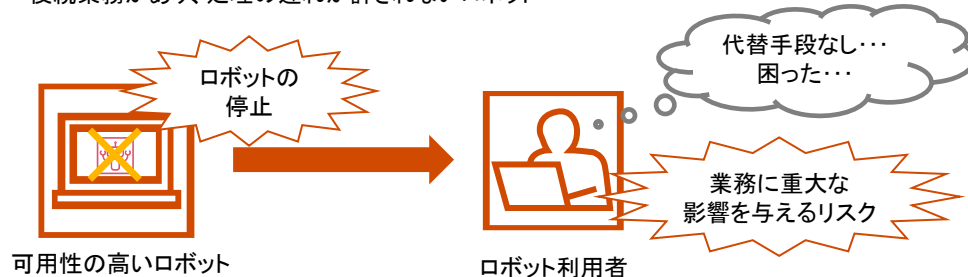 ロボットの
停止
代替手段なし・・・
困った・・・
業務に重大な
影響を与えるリスク
可用性の高いロボット
ロボット利用者